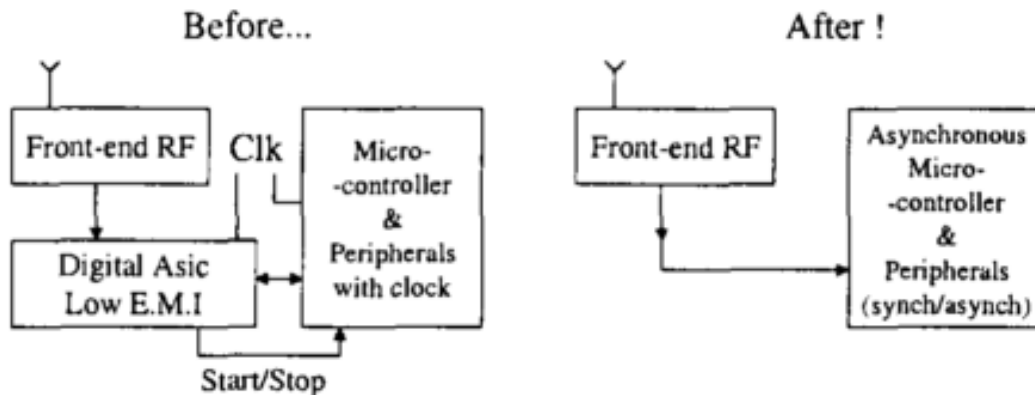 Before...
Front-end RF
Clk
Micro-
-controller
&
Peripherals
with clock
Digital Asic
Low E.M.I
Start/Stop
After !
Front-end RF
Asynchronous
Micro-
-controller
&
Peripherals
(synch/asynch)